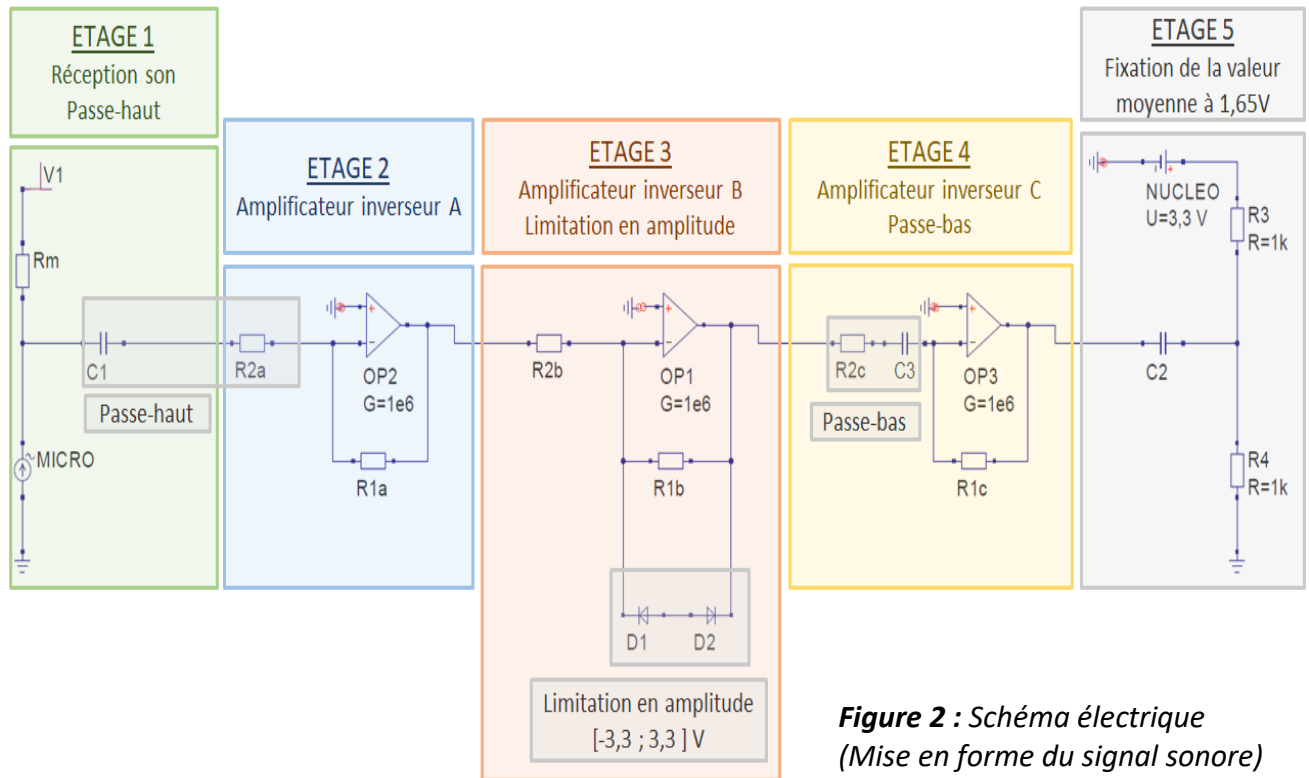 ETAGE 1
Réception son
Passe-haut
ETAGE 2
Amplificateur inverseur A
ETAGE 3
Amplificateur inverseur B
Limitation en amplitude
ETAGE 4
Amplificateur inverseur C
Passe-bas
ETAGE 5
Fixation de la valeur
moyenne à 1,65V
V1
Rm
C1
R2a
Passe-haut
MICRO
OP2
G=1e6
R1a
R2b
OP1
G=1e6
R1b
D1
D2
Limitation en amplitude
[-3,3 ; 3,3 ] V
R2c
C3
Passe-bas
OP3
G=1e6
R1c
NUCLEO
U=3,3 V
R3
R=1k
C2
R4
R=1k
Figure 2 : Schéma électrique
(Mise en forme du signal sonore)